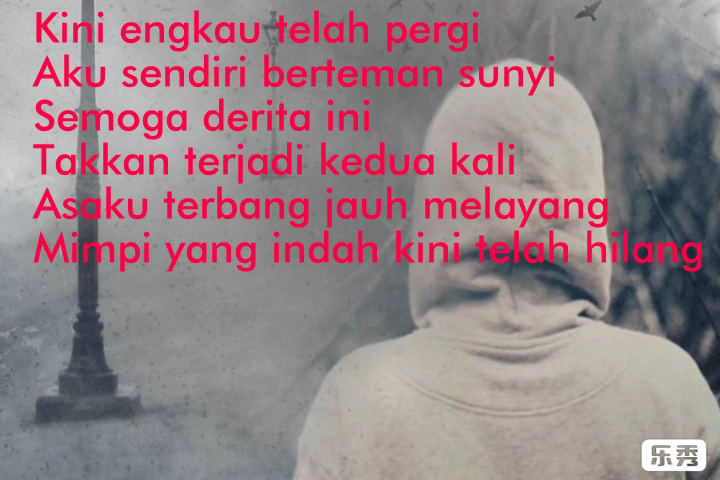 Kini engkau telah pergi
Aku sendiri berteman sunyi
Semoga derita ini
Takkan terjadi kedua kali
Asaku terbang jauh melayang
Mimpi yang indah kini telah hilang
乐秀